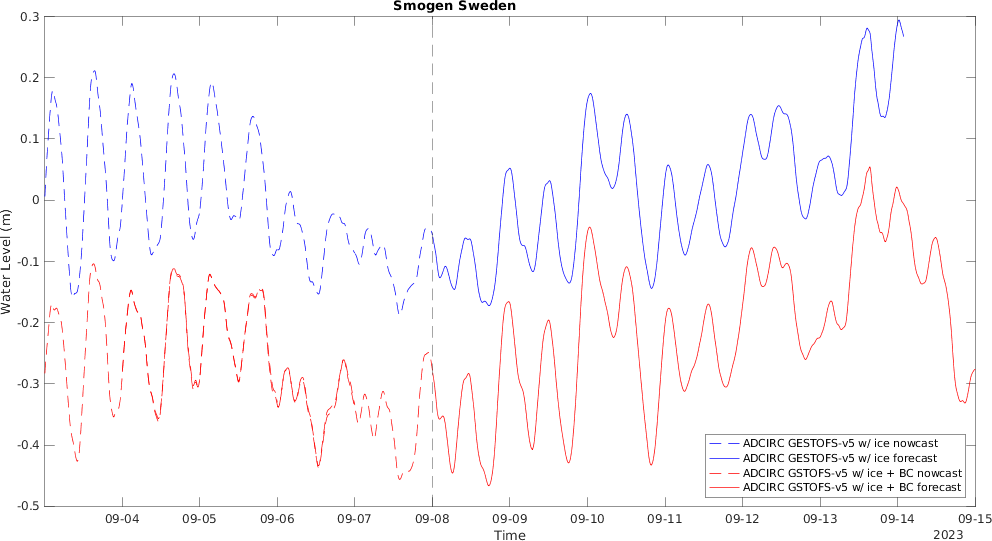 Smogen Sweden
0.3
0.2
0.1
0
-0.1
-0.2
-0.3
-0.4
-0.5
Water Level (m)
ADCIRC GESTOFS-v5 w/ ice nowcast
ADCIRC GESTOFS-v5 w/ ice forecast
ADCIRC GSTOFS-v5 w/ ice + BC nowcast
ADCIRC GSTOFS-v5 w/ ice + BC forecast
09-04 09-05 09-06 09-07 09-08 09-09 09-10 09-11 09-12 09-13 09-14 09-15
Time
2023